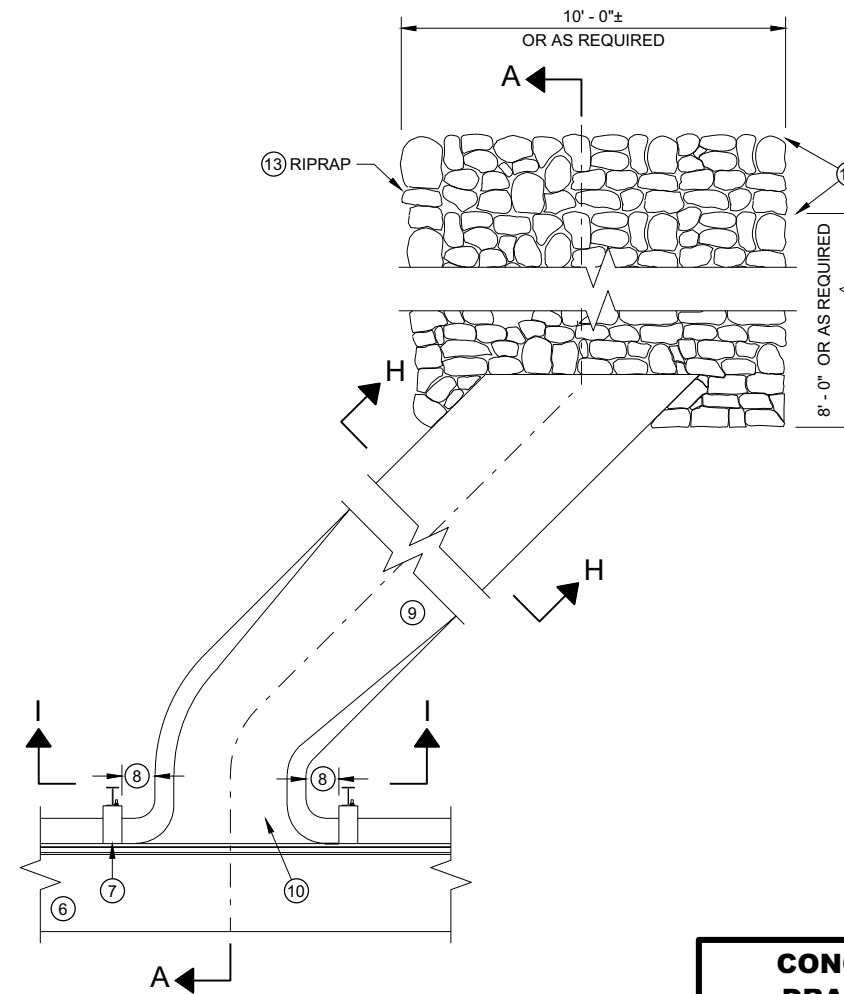 10' - 0"±
OR AS REQUIRED
A
13 RIPRAP
8' - 0" OR AS REQUIRED
H
H
9
I
I
8
8
7
10
6
A